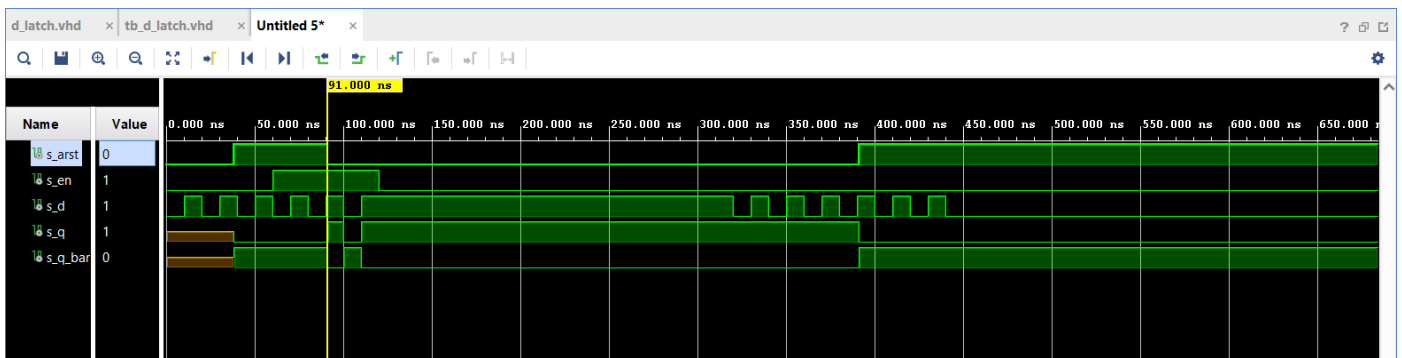 d_latch.vhd × tb_d_latch.vhd × Untitled 5* × ?
91.000 ns
Name Value 0.000 ns 50.000 ns 100.000 ns 150.000 ns 200.000 ns 250.000 ns 300.000 ns 350.000 ns 400.000 ns 450.000 ns 500.000 ns 550.000 ns 600.000 ns 650.000
s_arst 0
s_en 1
s_d 1
s_q 1
s_q_bar 0